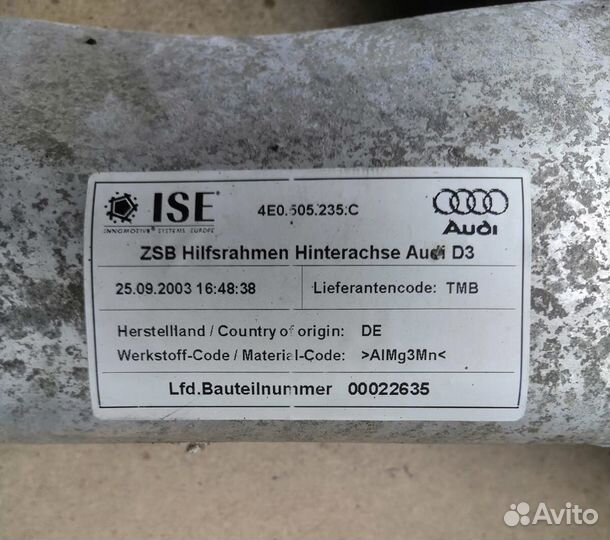 ISE 4E0.505.235.C
INNOMOTIVE SYSTEMS EUROPE Audi
ZSB Hilfsrahmen Hinterachse Audi D3
25.09.2003 16:48:38 Lieferantencode: TMB
Herstellland / Country of origin: DE
Werkstoff-Code / Material-Code: >AlMg3Mn<
Lfd.Bauteilnummer 00022635
Avito